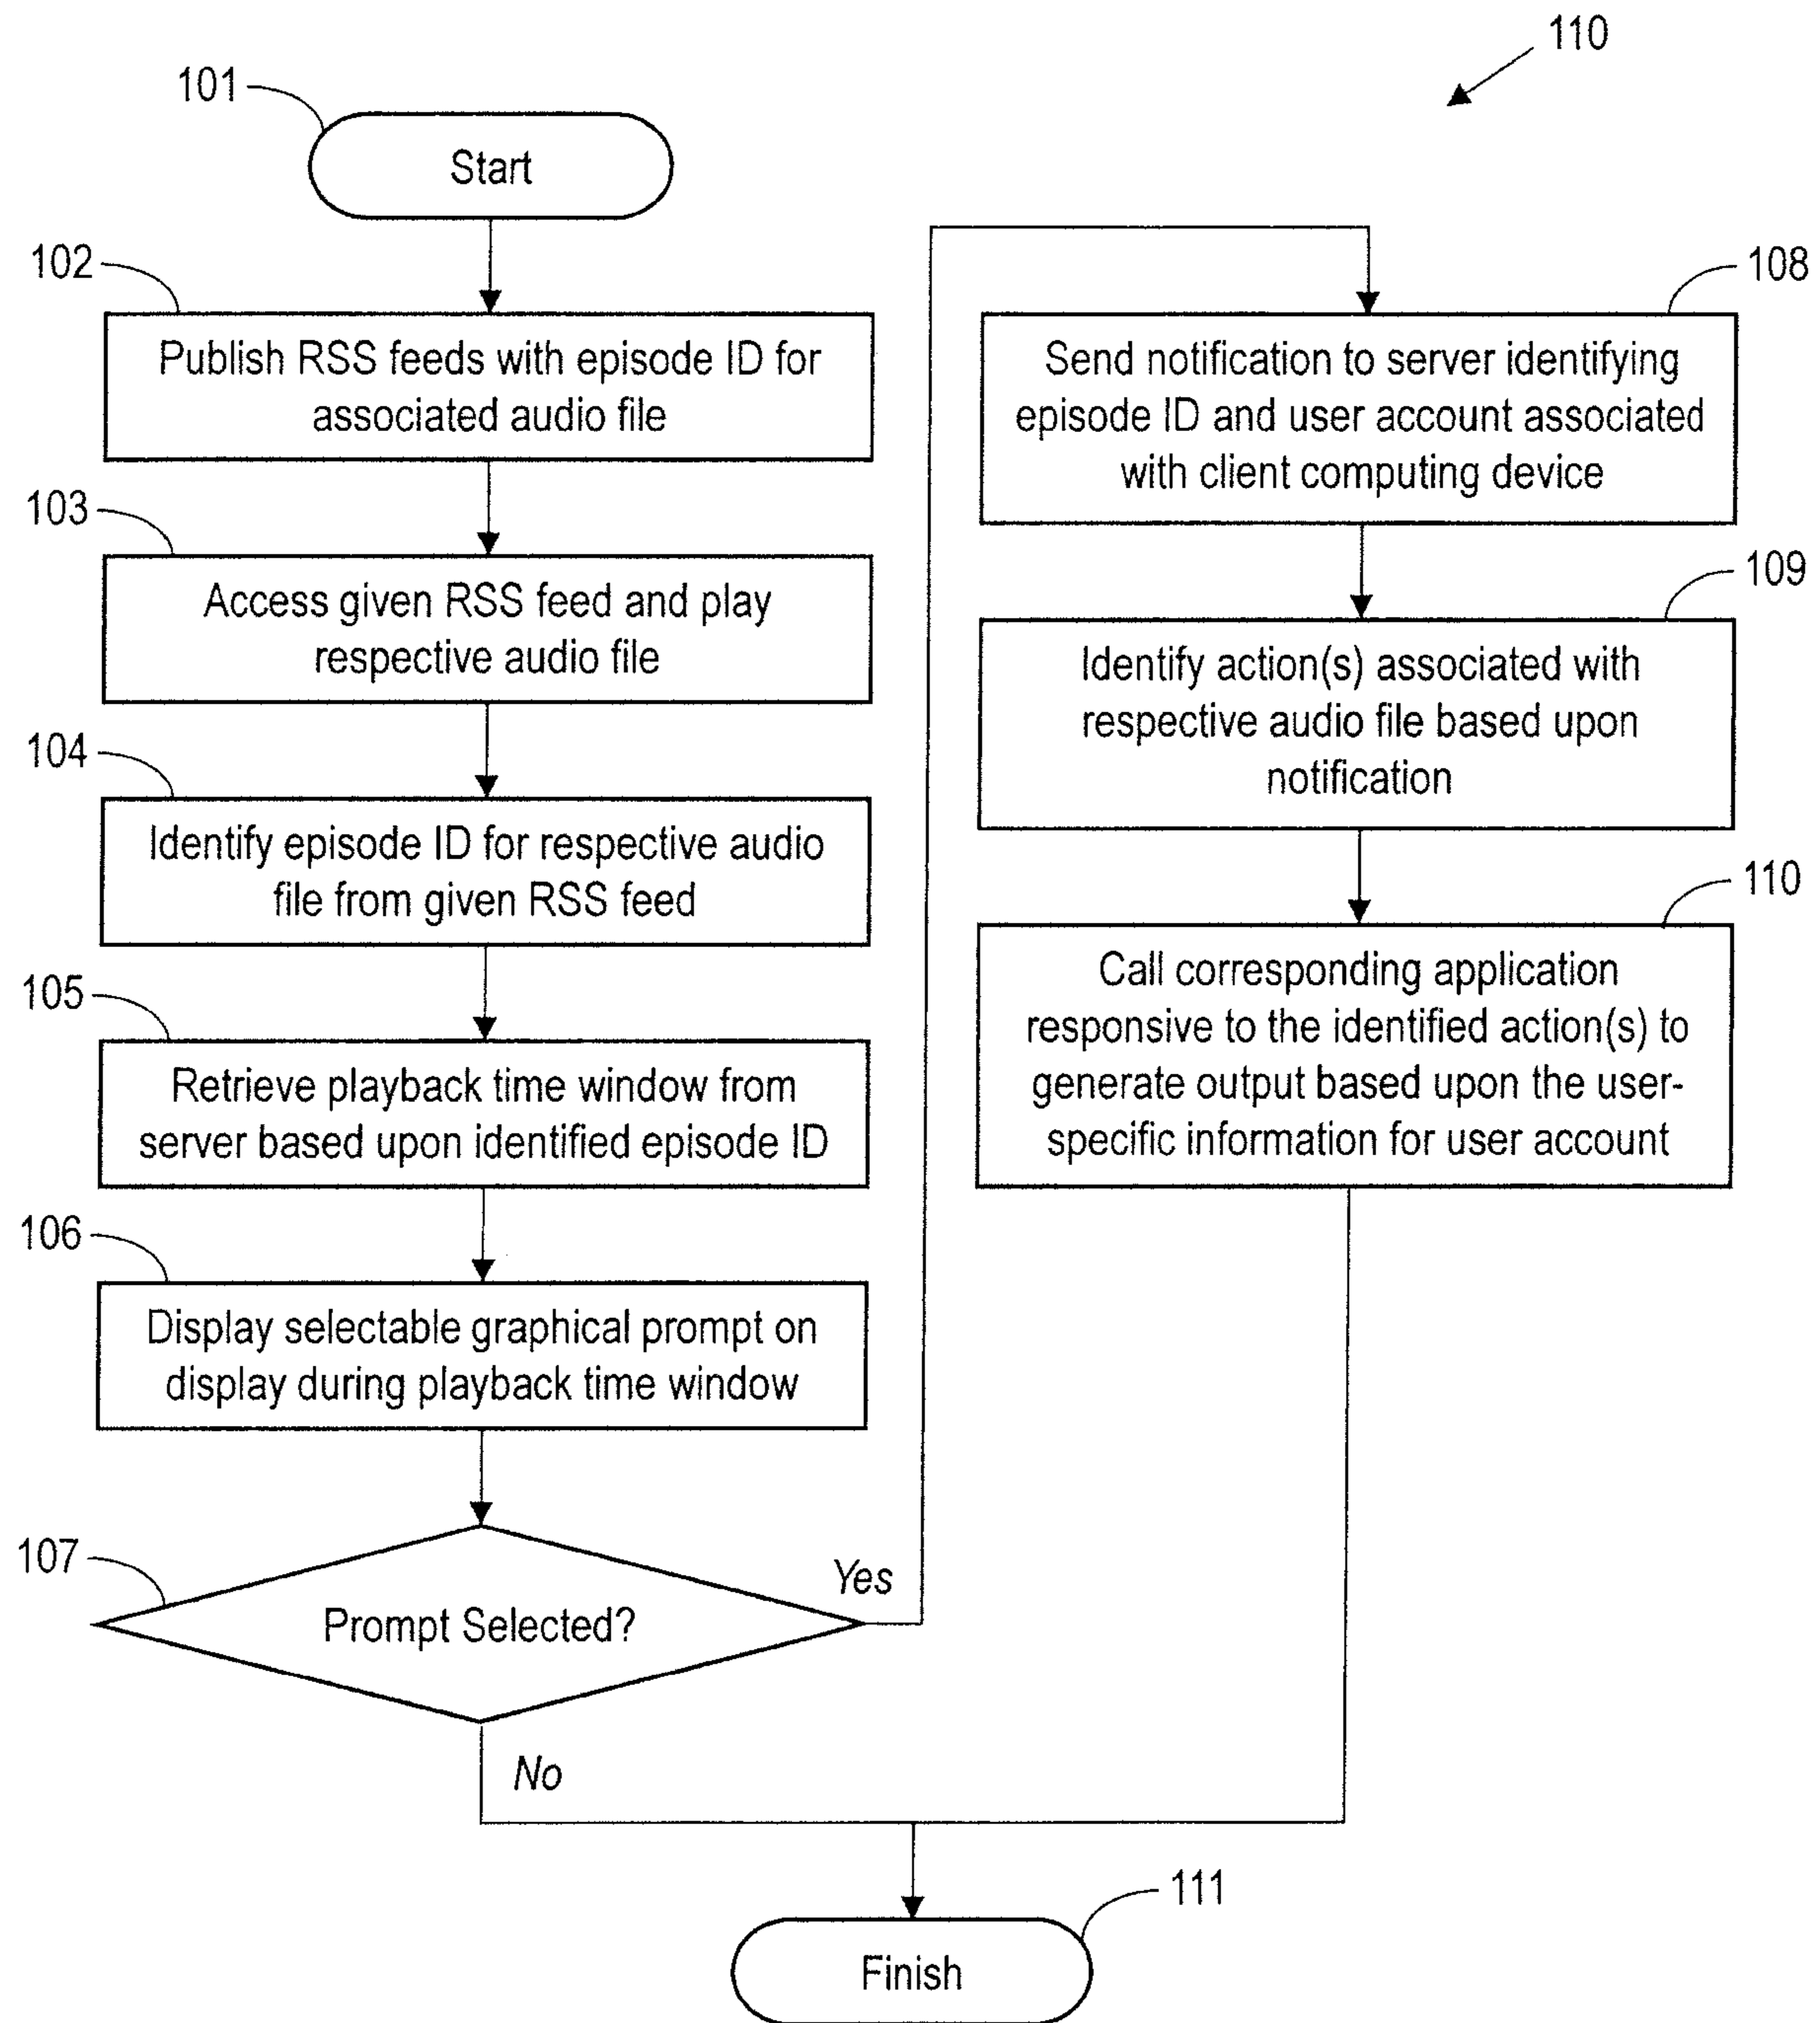 110
101
Start
102
Publish RSS feeds with episode ID for
associated audio file
103
Access given RSS feed and play
respective audio file
104
Identify episode ID for respective audio
file from given RSS feed
105
Retrieve playback time window from
server based upon identified episode ID
106
Display selectable graphical prompt on
display during playback time window
107
Prompt Selected?
Yes
No
108
Send notification to server identifying
episode ID and user account associated
with client computing device
109
Identify action(s) associated with
respective audio file based upon
notification
110
Call corresponding application
responsive to the identified action(s) to
generate output based upon the user-
specific information for user account
111
Finish